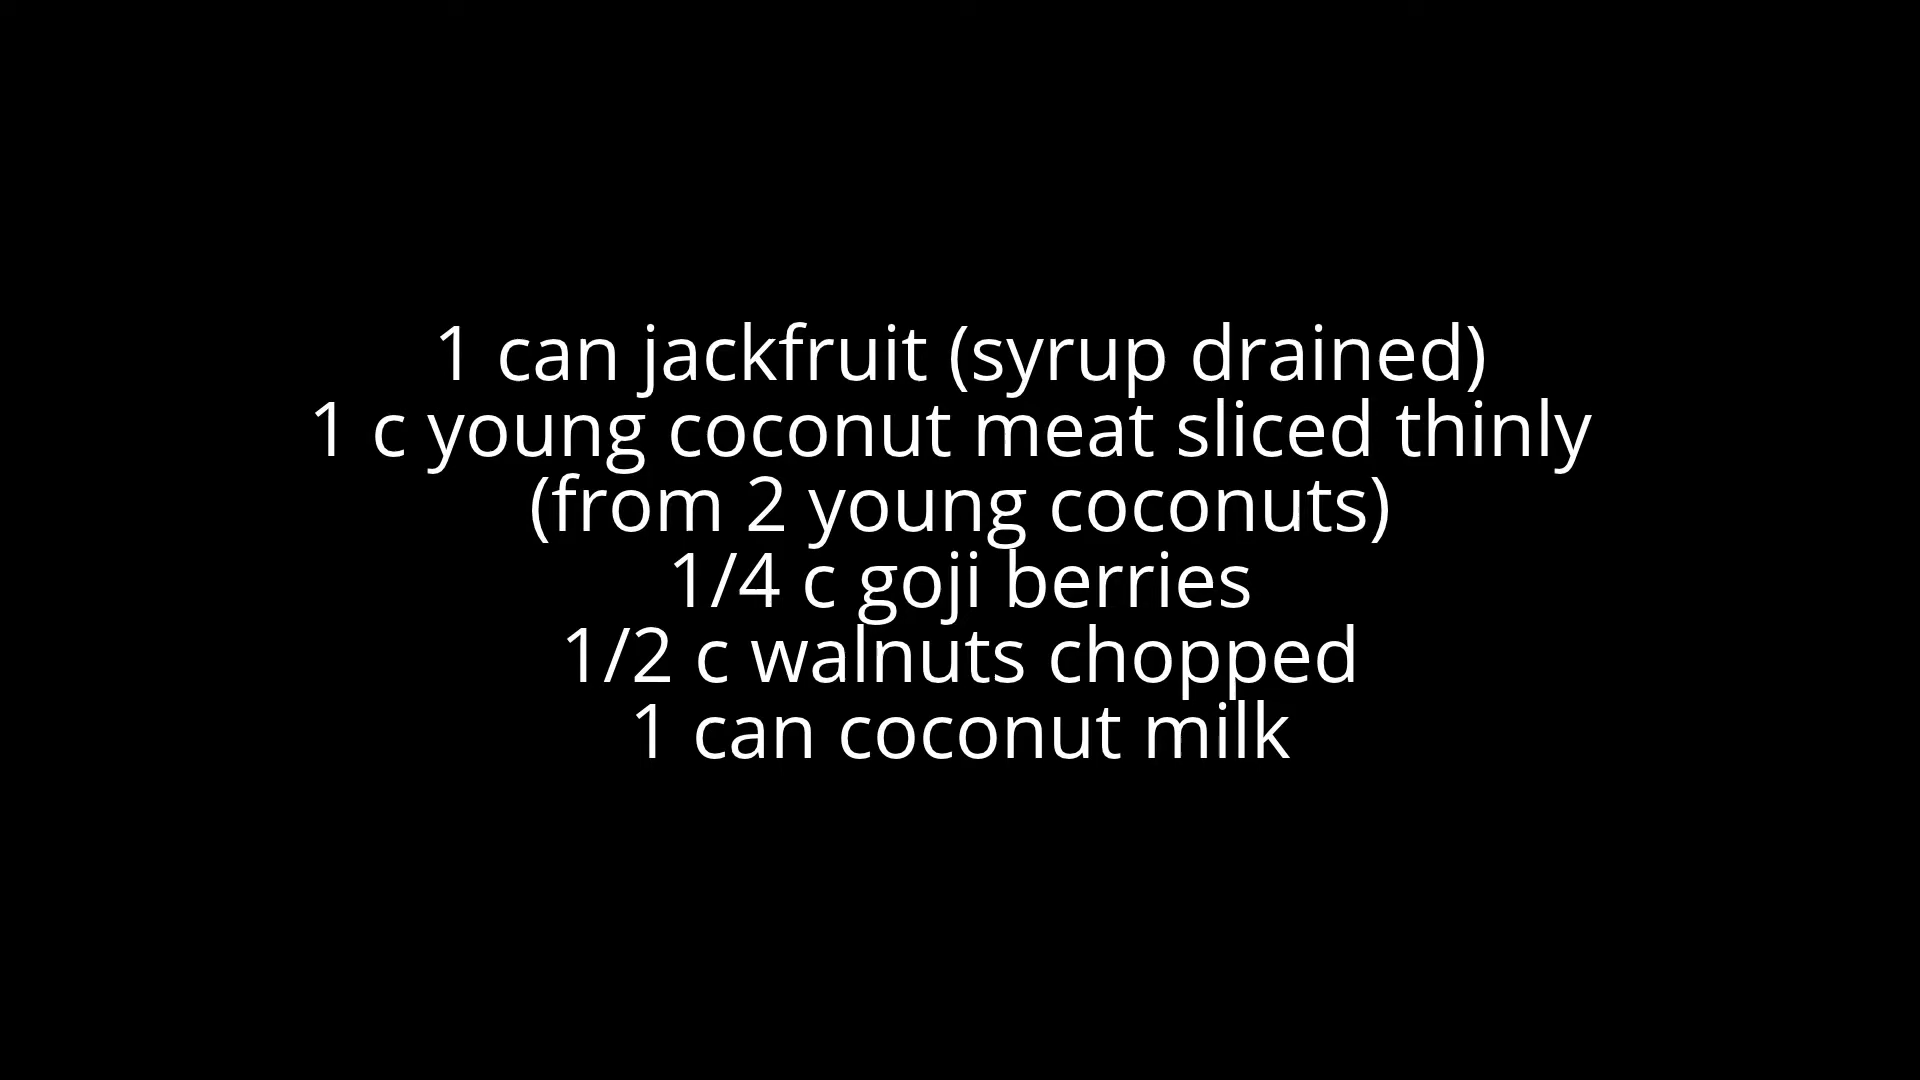 1 can jackfruit (syrup drained)
1 c young coconut meat sliced thinly
(from 2 young coconuts)
1/4 c goji berries
1/2 c walnuts chopped
1 can coconut milk